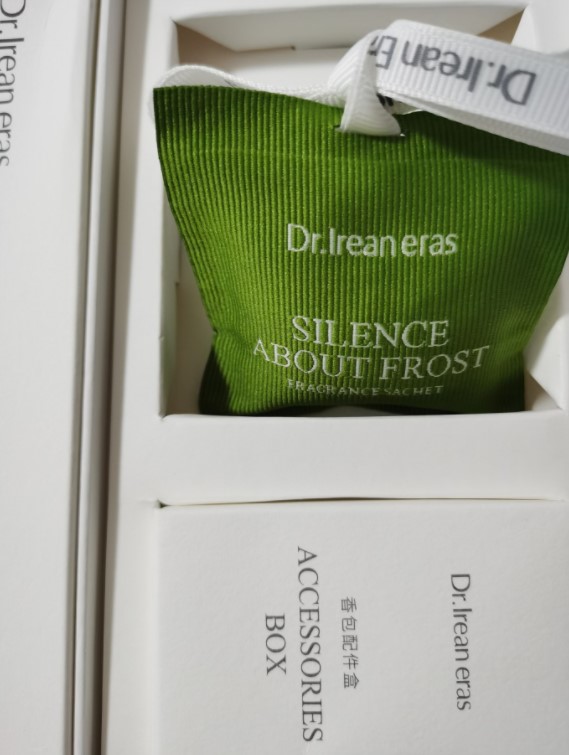 Dr.Irean eras
Dr.Irean Er
Dr.Irean eras
SILENCE
ABOUT FROST
FRAGRANCE SACHET
Dr.Irean eras
香包配件盒
ACCESSORIES
BOX